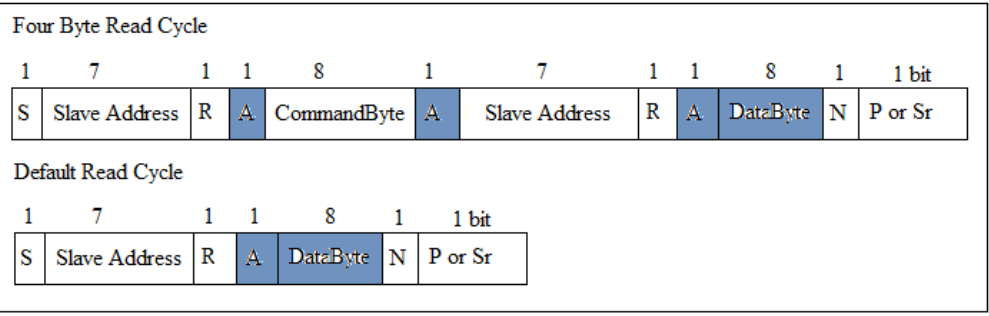 Four Byte Read Cycle
1 7 1 1 8 1 7 1 1 8 1 1 bit
S Slave Address R A CommandByte A Slave Address R A DataByte N P or Sr
Default Read Cycle
1 7 1 1 8 1 1 bit
S Slave Address R A DataByte N P or Sr